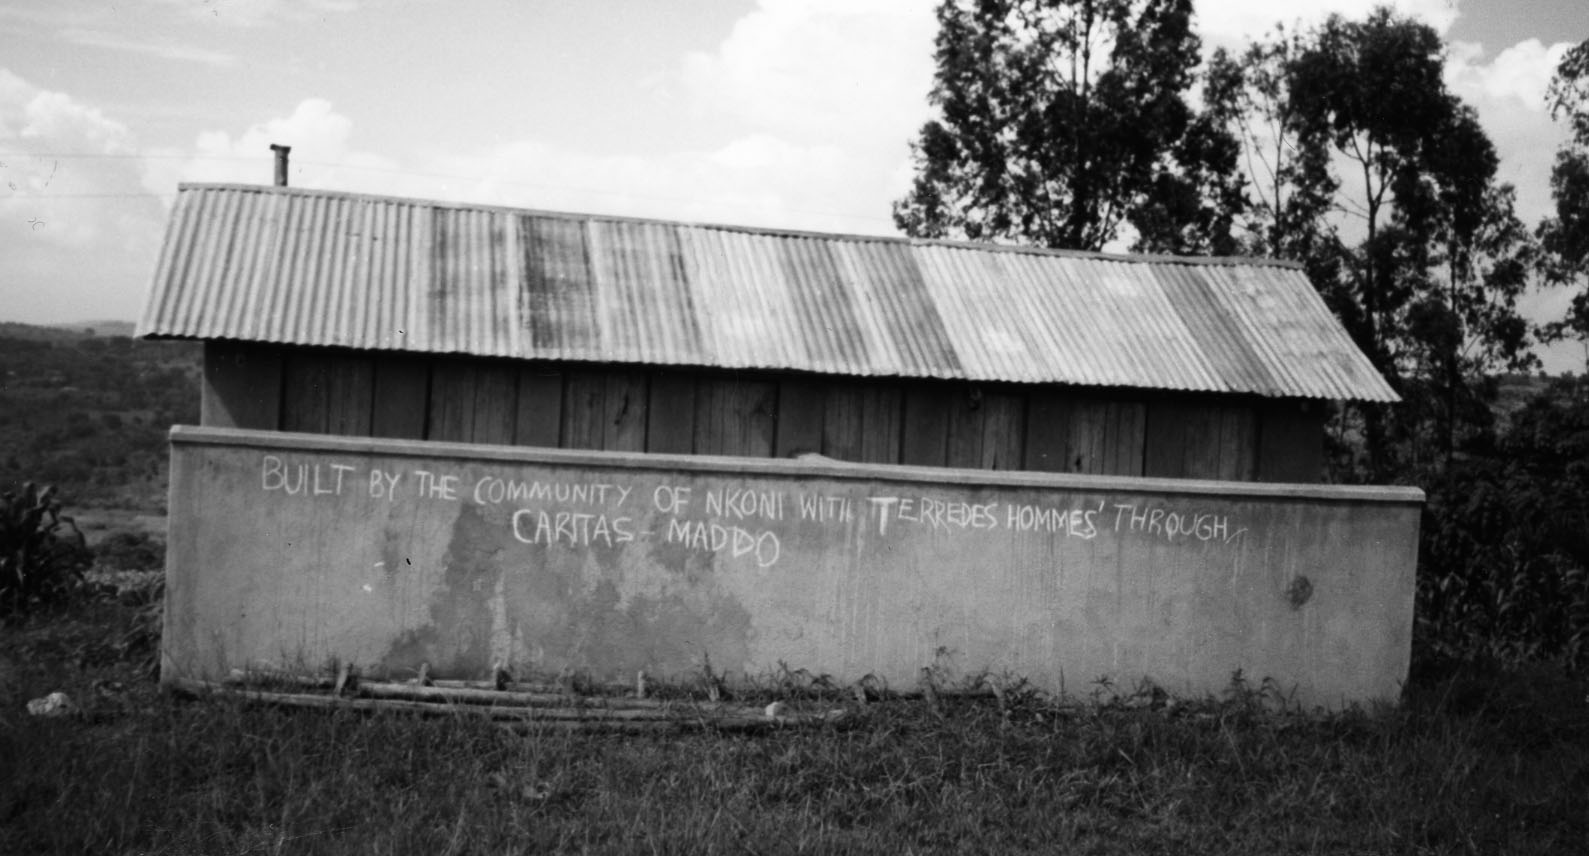 BUILT BY THE COMMUNITY OF NKONI WITH TERREDES HOMMES' THROUGH
CARITAS - MADDO